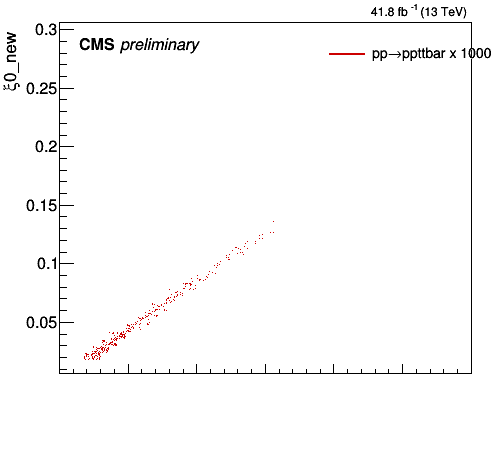 41.8 fb⁻¹ (13 TeV)
CMS preliminary
pp→ppttbar x 1000
ξ0_new
0.3
0.25
0.2
0.15
0.1
0.05